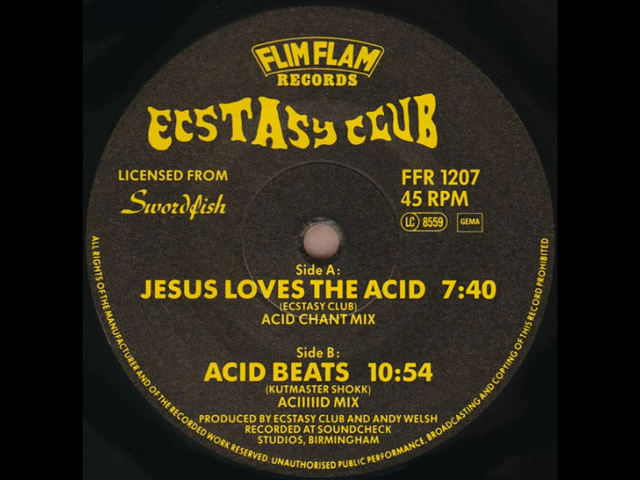 FLIM FLAM
RECORDS
ECSTASY CLUB
LICENSED FROM
Swordfish
FFR 1207
45 RPM
LC 8559 GEMA
Side A:
JESUS LOVES THE ACID 7:40
(ECSTASY CLUB)
ACID CHANT MIX
Side B:
ACID BEATS 10:54
(KUTMASTER SHOKK)
ACIIIIID MIX
PRODUCED BY ECSTASY CLUB AND ANDY WELSH
RECORDED AT SOUNDCHECK
STUDIOS, BIRMINGHAM
ALL RIGHTS OF THE MANUFACTURER AND OF THE RECORDED WORK RESERVED. UNAUTHORISED PUBLIC PERFORMANCE, BROADCASTING AND COPYING OF THIS RECORD PROHIBITED